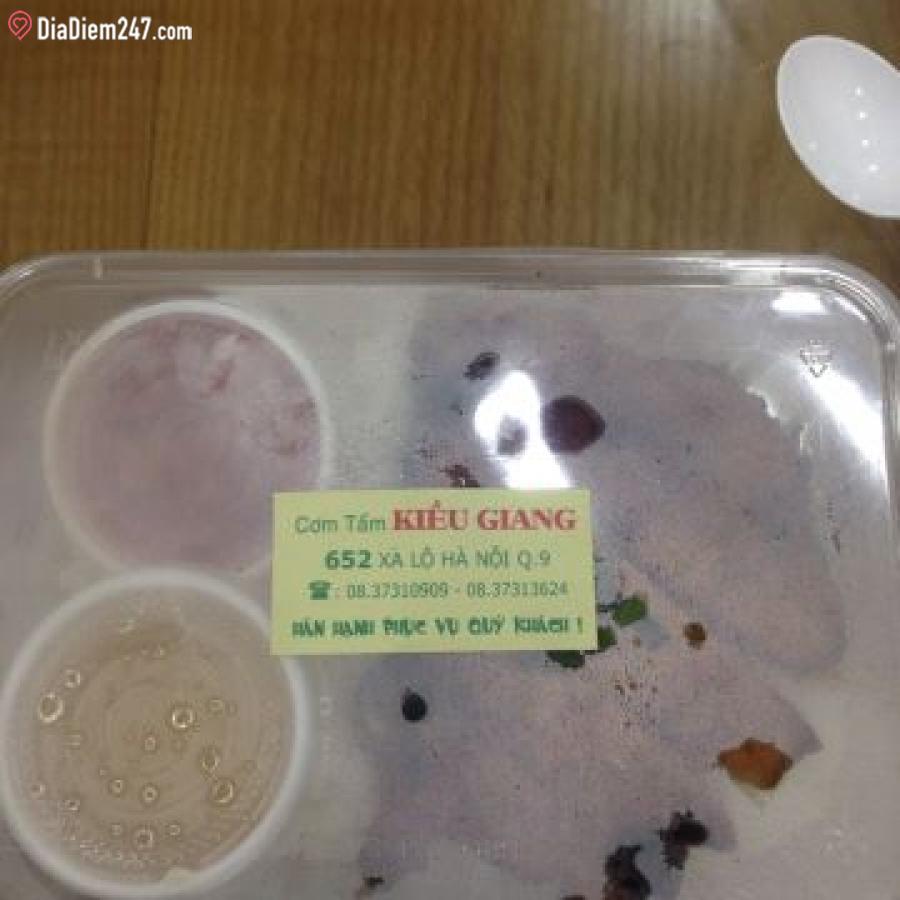 DiaDiem247.com
Cơm Tấm KIỀU GIANG
652 XA LỘ HÀ NỘI Q.9
☎ : 08.37310909 - 08.37313624
HÂN HẠNH PHỤC VỤ QUÝ KHÁCH !